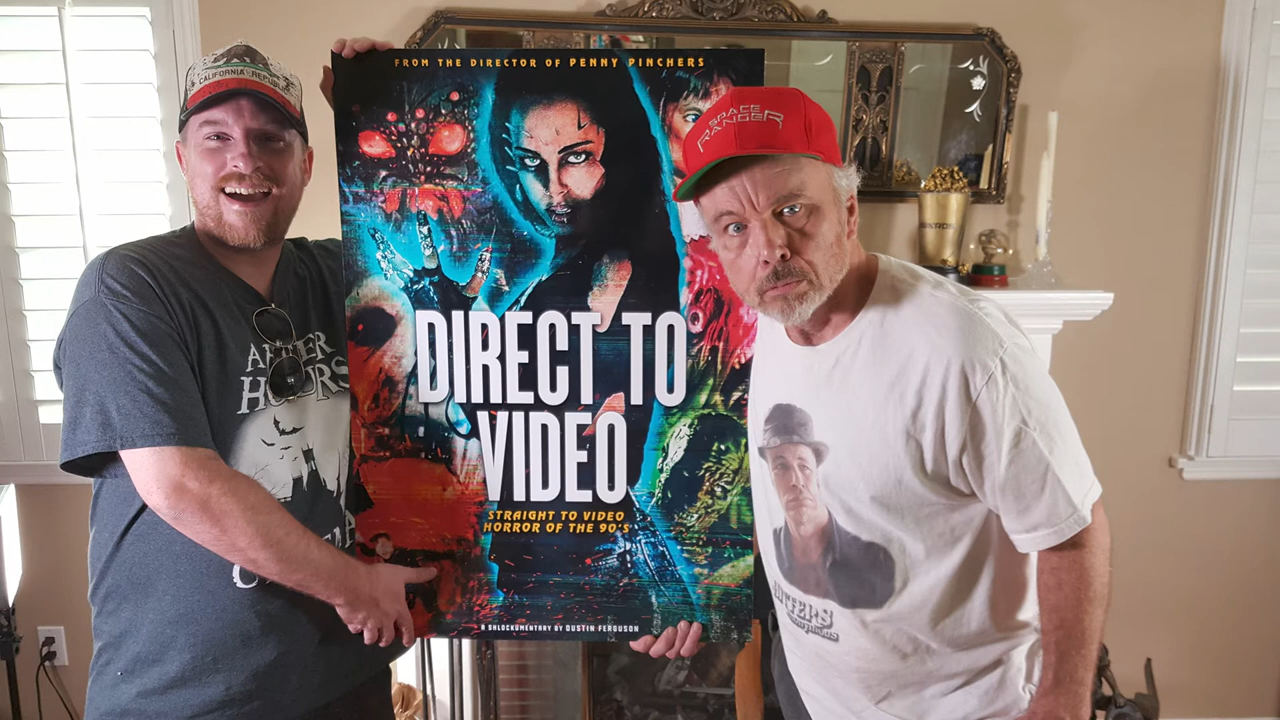 CALIFORNIA REPUBLIC
FROM THE DIRECTOR OF PENNY PINCHERS
SPACE
RANGER
AFTER
HOURS
DIRECT TO
VIDEO
STRAIGHT TO VIDEO
HORROR OF THE 90'S
A SHLOCKUMENTARY BY DUSTIN FERGUSON